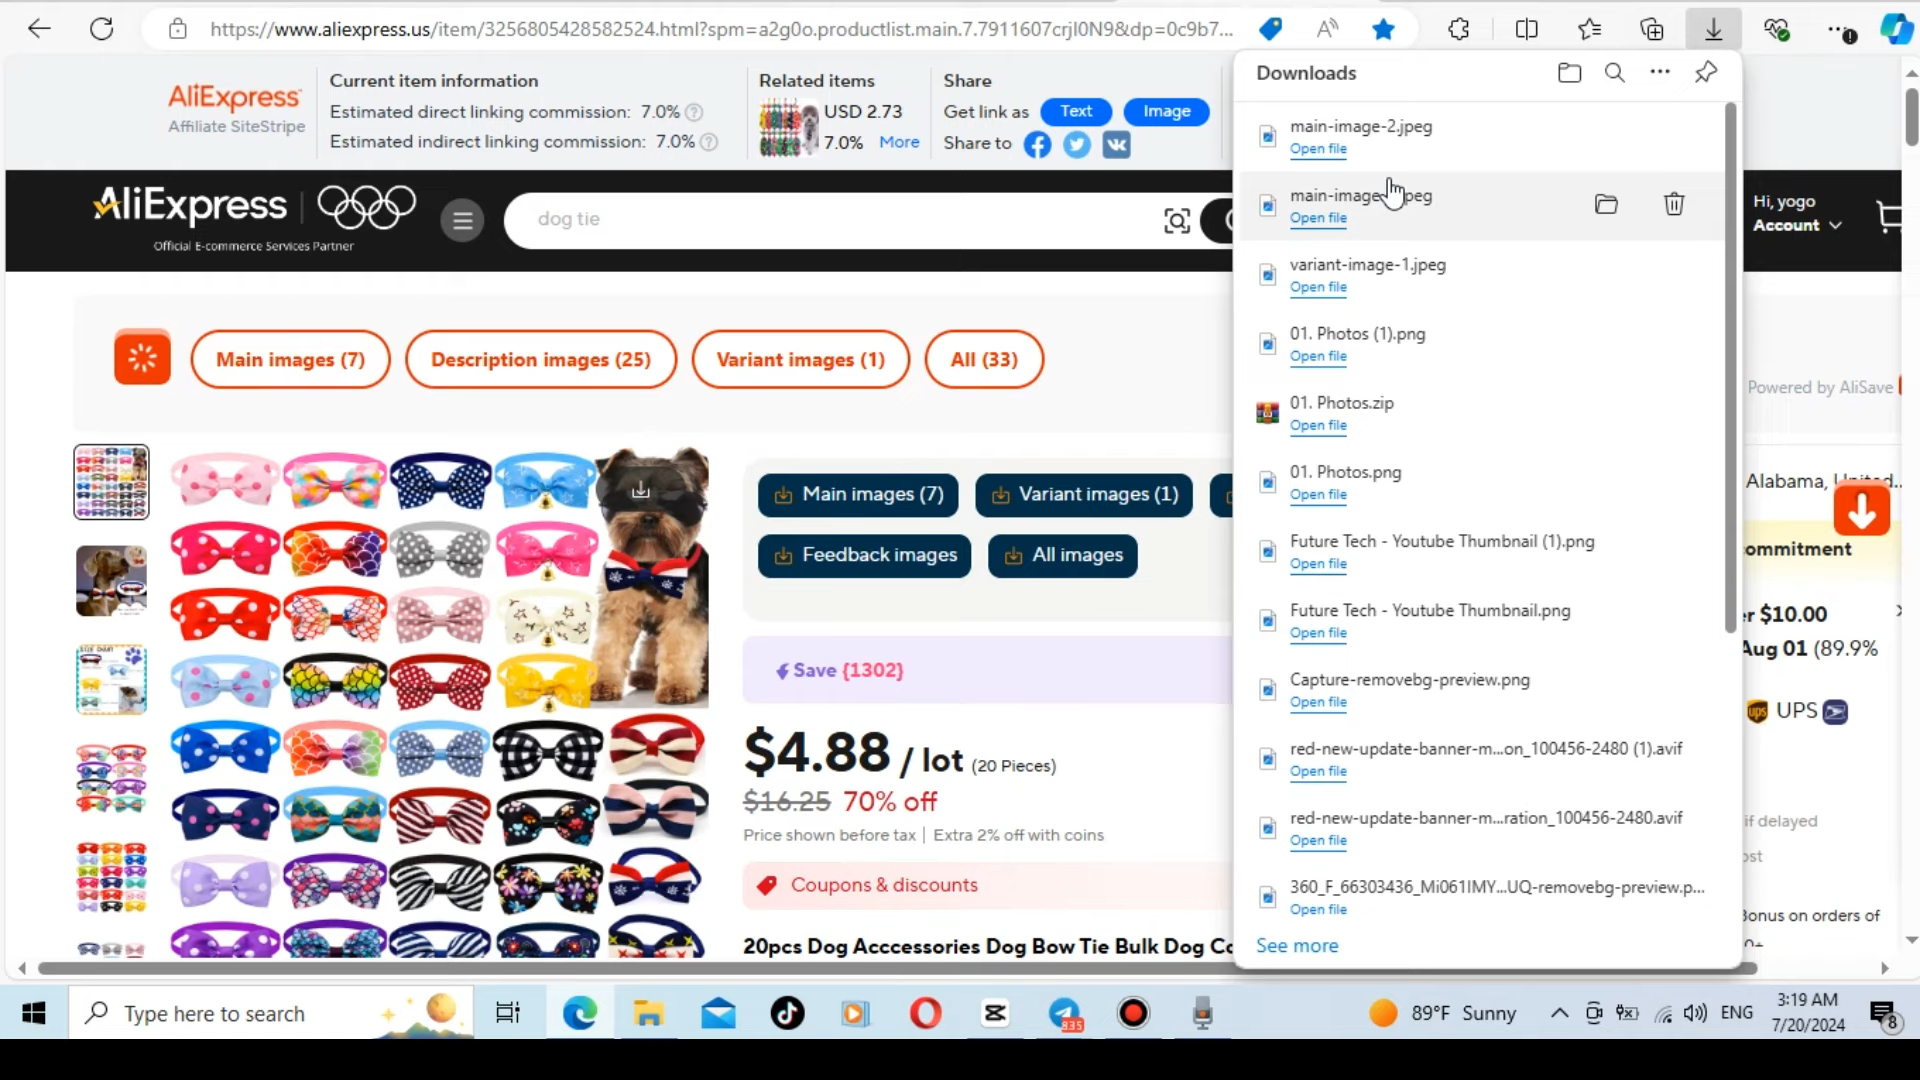 https://www.aliexpress.us/item/3256805428582524.html?spm=a2g0o.productlist.main.7.7911607crjl0N9&dp=0c9b7...
AliExpress
Affiliate SiteStripe
Current item information
Estimated direct linking commission: 7.0%
Estimated indirect linking commission: 7.0%
Related items
USD 2.73
7.0% More
Share
Get link as Text Image
Share to
Downloads
main-image-2.jpeg
Open file
main-image
Open file
variant-image-1.jpeg
Open file
01. Photos (1).png
Open file
01. Photos.zip
Open file
01. Photos.png
Open file
Future Tech - Youtube Thumbnail (1).png
Open file
Future Tech - Youtube Thumbnail.png
Open file
Capture-removebg-preview.png
Open file
red-new-update-banner-m...on_100456-2480 (1).avif
Open file
red-new-update-banner-m...ration_100456-2480.avif
Open file
360_F_66303436_Mi061IMY...UQ-removebg-preview.p...
Open file
See more
AliExpress
Official E-commerce Services Partner
dog tie
Hi, yogo
Account
Main images (7)
Description images (25)
Variant images (1)
All (33)
Powered by AliSave
SIZE CHART
Main images (7)
Variant images (1)
Feedback images
All images
Save {1302}
$4.88 / lot (20 Pieces)
$16.25 70% off
Price shown before tax | Extra 2% off with coins
Coupons & discounts
20pcs Dog Acccessories Dog Bow Tie Bulk Dog Co
Alabama, United...
ommitment
er $10.00
Aug 01 (89.9%
ups UPS
if delayed
ost
Bonus on orders of
Type here to search
835
89°F Sunny
ENG
3:19 AM
7/20/2024
8